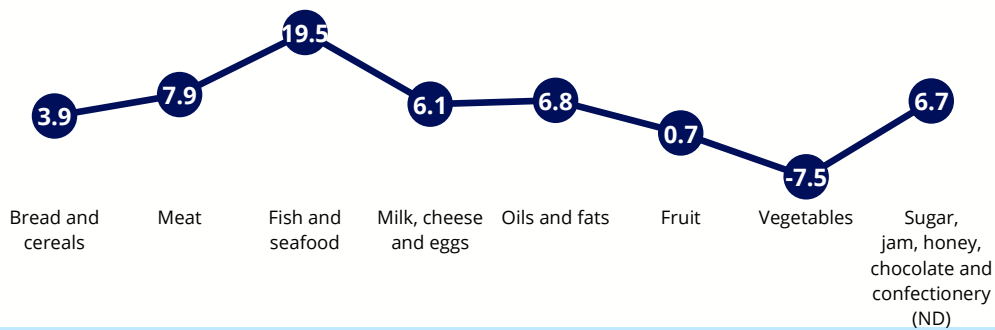 3.9
7.9
19.5
6.1
6.8
0.7
-7.5
6.7
Bread and
cereals
Meat
Fish and
seafood
Milk, cheese
and eggs
Oils and fats
Fruit
Vegetables
Sugar,
jam, honey,
chocolate and
confectionery
(ND)